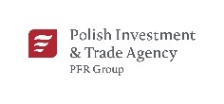 Polish Investment
& Trade Agency
PFR Group